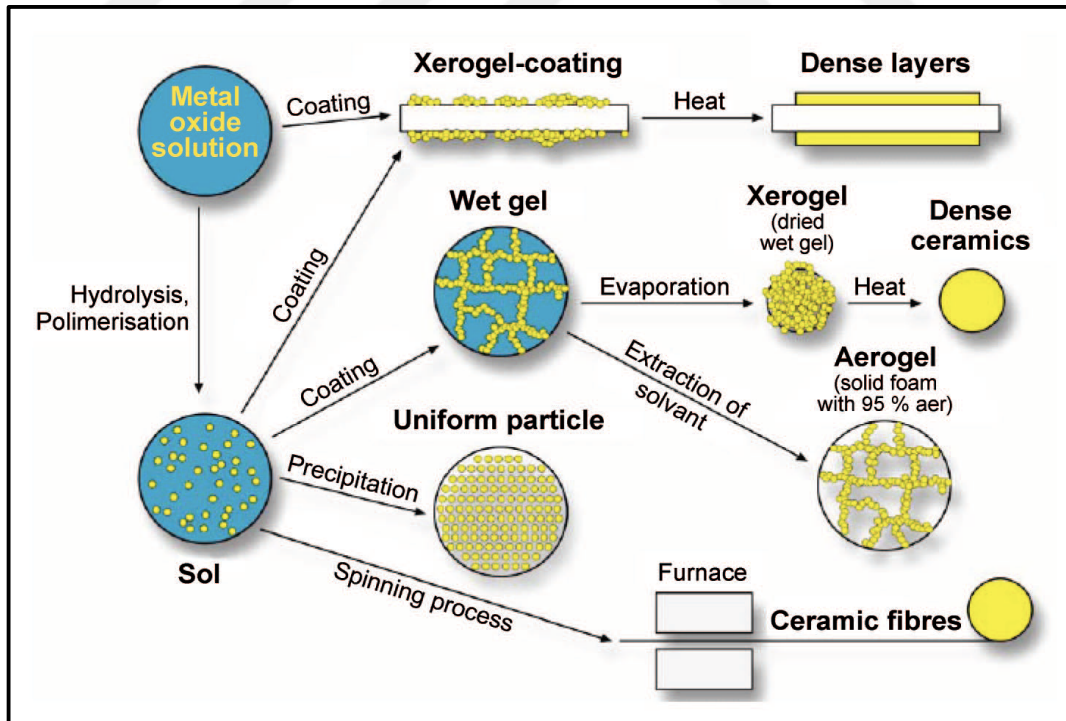 Xerogel-coating
Dense layers
Metal
oxide
solution
Coating
Heat
Wet gel
Xerogel
(dried
wet gel)
Dense
ceramics
Hydrolysis,
Polimerisation
Coating
Evaporation
Heat
Coating
Extraction of
solvant
Aerogel
(solid foam
with 95 % aer)
Uniform particle
Precipitation
Sol
Spinning process
Furnace
Ceramic fibres